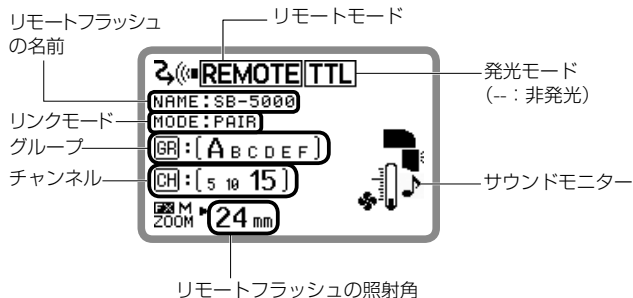 リモートフラッシュ
の名前
リモートモード
REMOTE TTL
発光モード
（--：非発光）
NAME:SB-5000
リンクモード
MODE:PAIR
グループ
GR:[A B C D E F]
チャンネル
CH:[5 10 15]
サウンドモニター
FX M
ZOOM 24 mm
リモートフラッシュの照射角